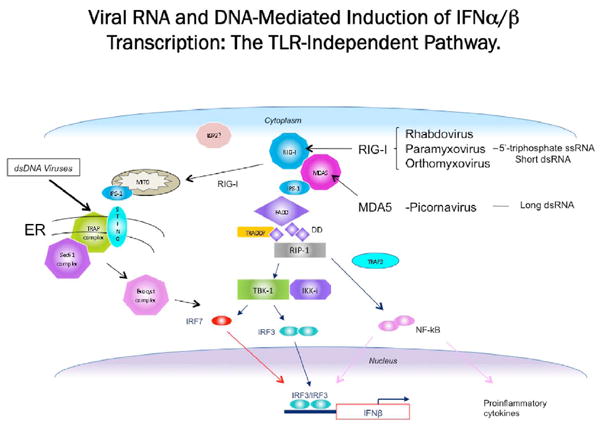 Viral RNA and DNA-Mediated Induction of IFNα/β
Transcription: The TLR-Independent Pathway.
Cytoplasm
RIG-I
MDA5
RIG-I
Rhabdovirus
Paramyxovirus
Orthomyxovirus
5`-triphosphate ssRNA
Short dsRNA
dsDNA Viruses
MITO
IPS-1
RIG-I
IPS-1
MDA5
-Picornavirus
Long dsRNA
ER
STING
TRAP
complex
Sec61
complex
FADD
TRADD
DD
RIP-1
TRAF3
Exocyst
complex
TBK-1
IKK-i
IRF7
IRF3
NF-kB
Nucleus
IRF3/IRF3
IFNβ
Proinflammatory
cytokines